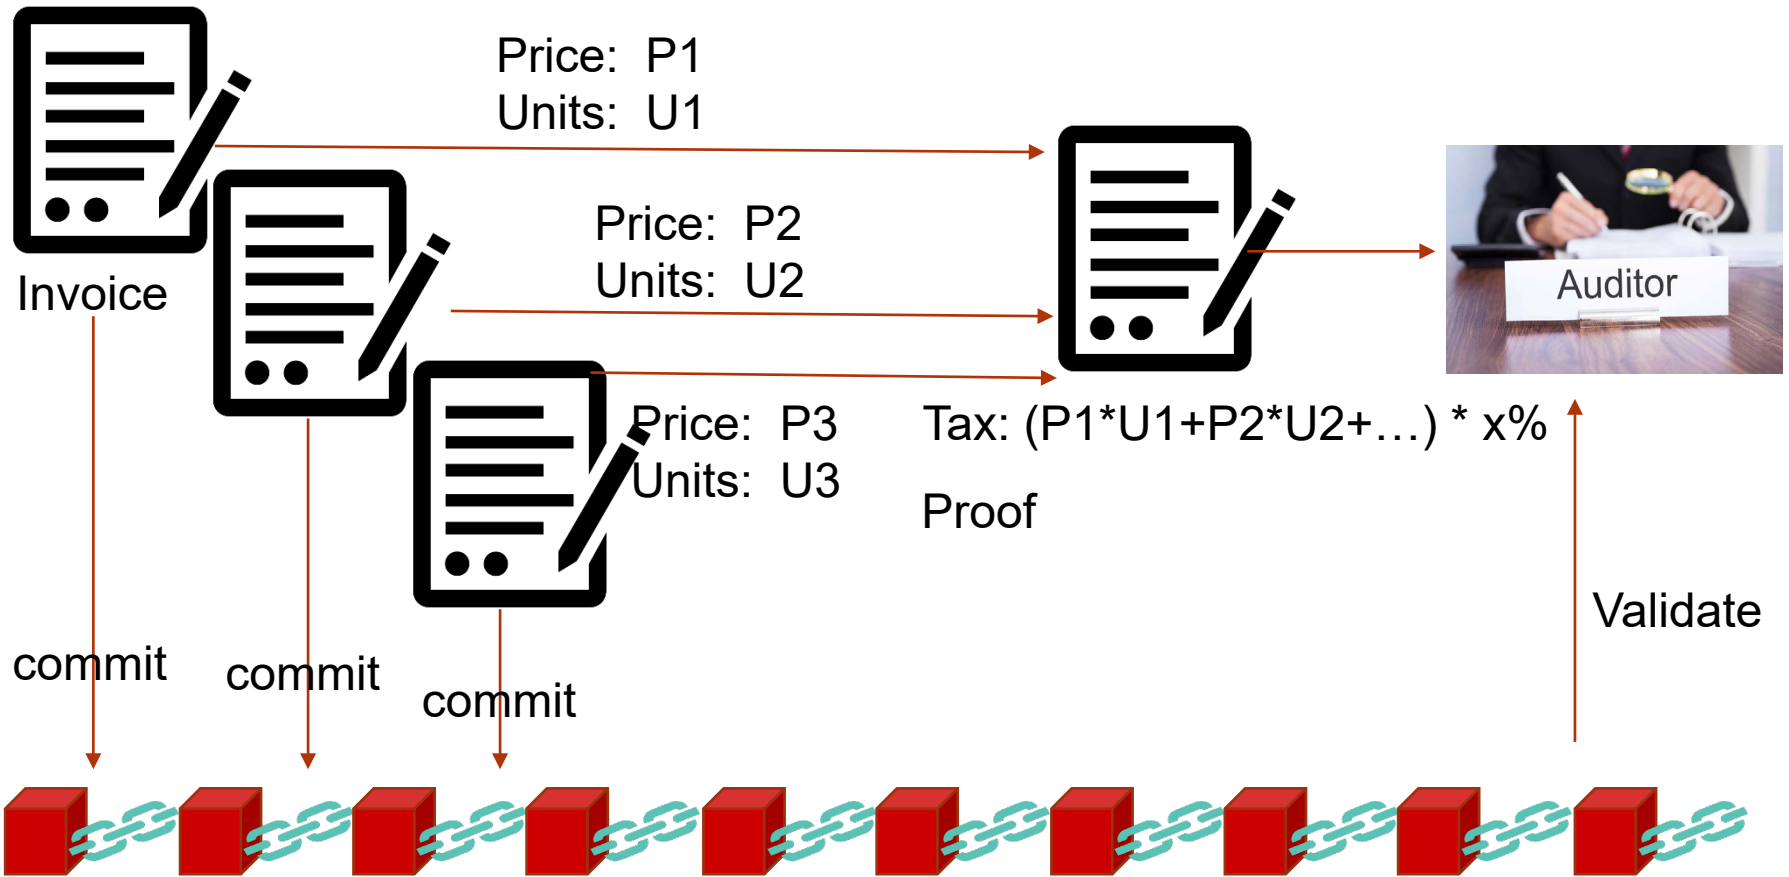 Price: P1
Units: U1
Invoice
Price: P2
Units: U2
Auditor
Price: P3
Units: U3
Tax: (P1*U1+P2*U2+…) * x%
Proof
Validate
commit
commit
commit